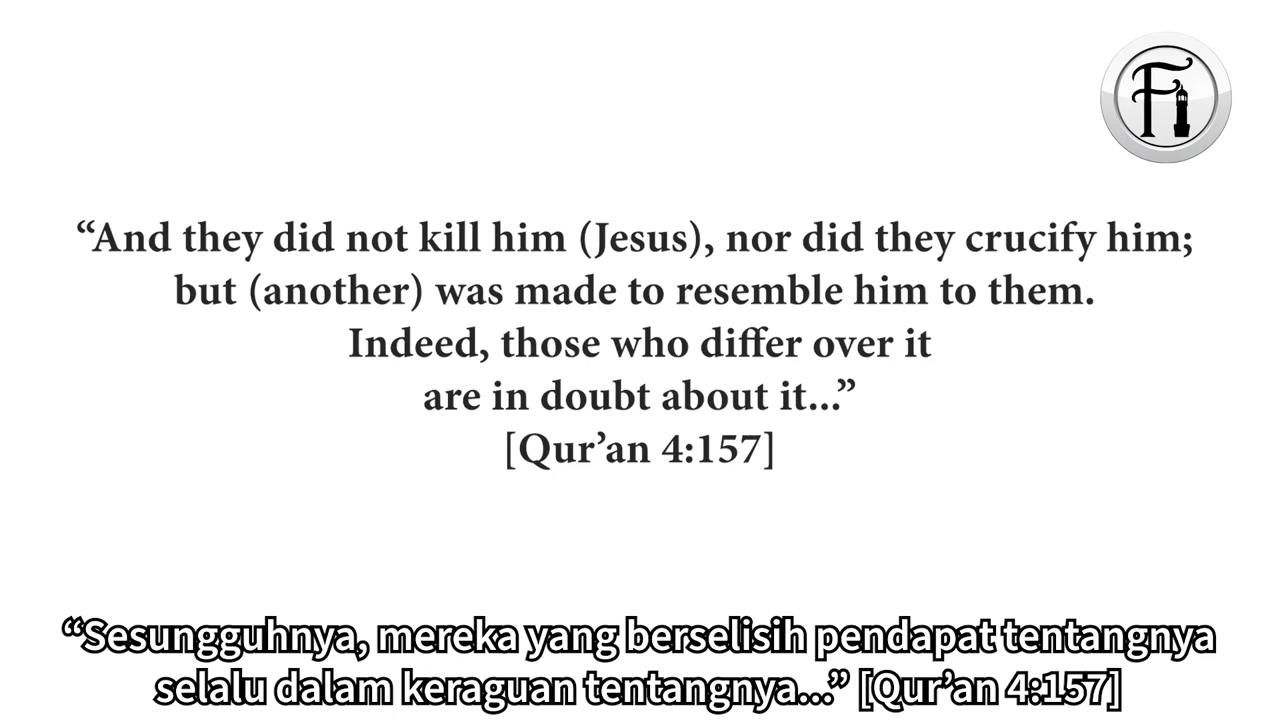 Fi
“And they did not kill him (Jesus), nor did they crucify him;
but (another) was made to resemble him to them.
Indeed, those who differ over it
are in doubt about it...”
[Qur’an 4:157]
“Sesungguhnya, mereka yang berselisih pendapat tentangnya
selalu dalam keraguan tentangnya...” [Qur’an 4:157]